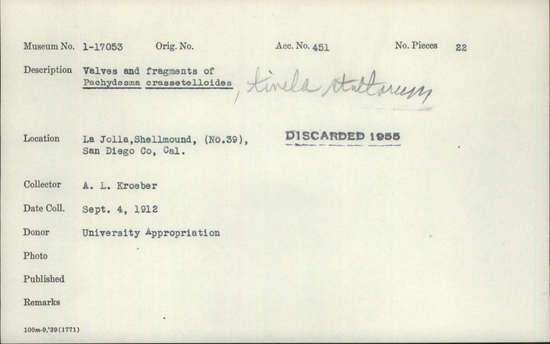 Museum No. 1-17053 Orig. No. Acc. No. 451 No. Pieces 22
Description Valves and fragments of
Pachydesma crassetelloides, tivela stultorum
Location La Jolla,Shellmound, (No.39), DISCARDED 1955
San Diego Co, Cal.
Collector A. L. Kroeber
Date Coll. Sept. 4, 1912
Donor University Appropriation
Photo
Published
Remarks
100m-9,'39(1771)